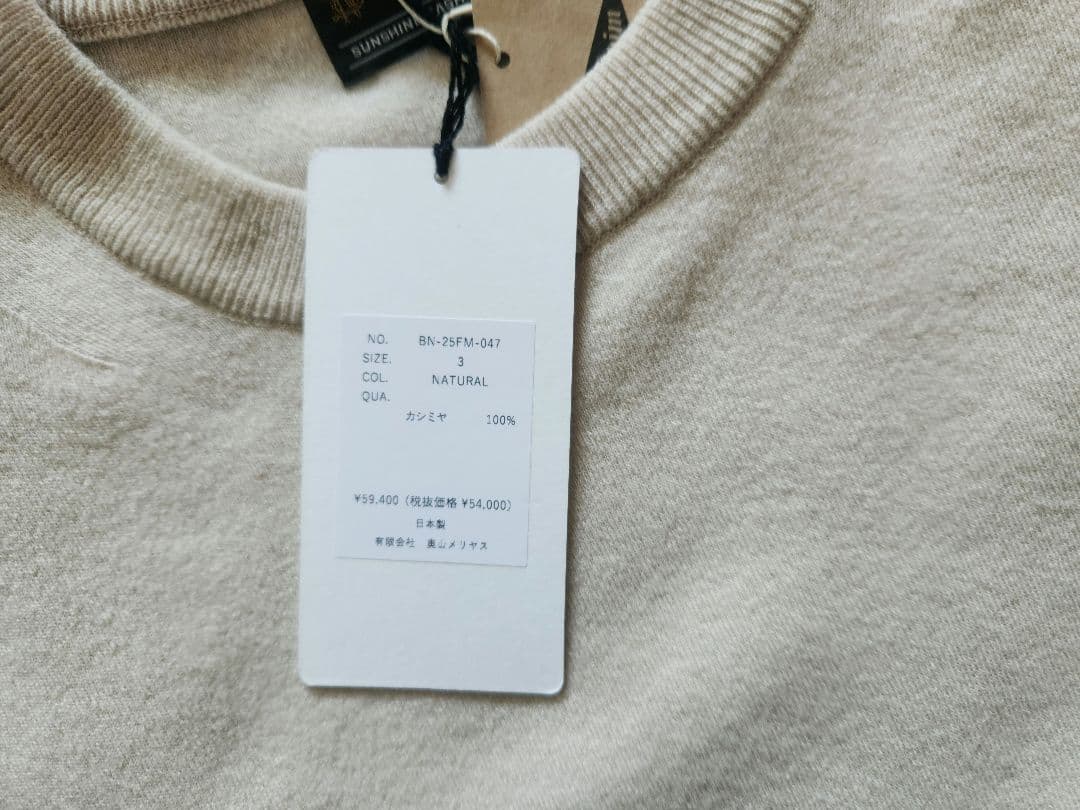 SUNSHINE
NO. BN-25FM-047
SIZE. 3
COL. NATURAL
QUA.
カシミヤ 100%
¥59,400 (税抜価格 ¥54,000)
日本製
有限会社 奥山メリヤス